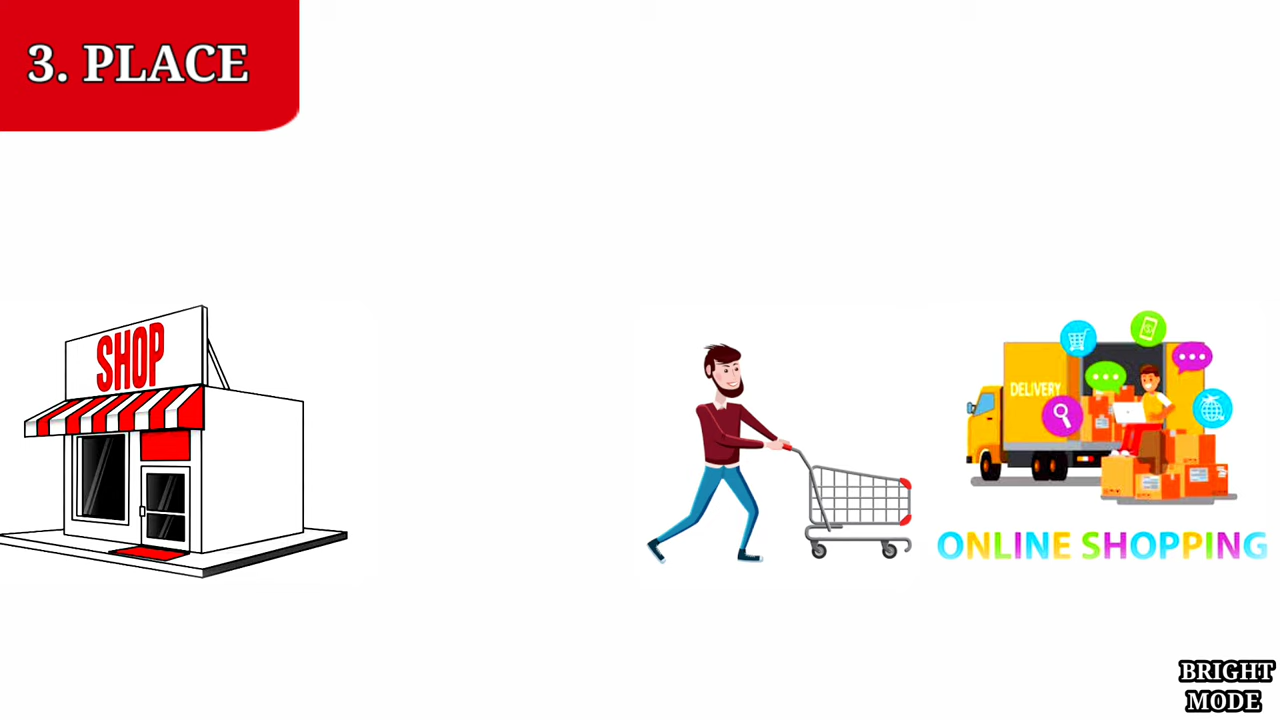 3. PLACE
SHOP
DELIVERY
ONLINE SHOPPING
BRIGHT
MODE